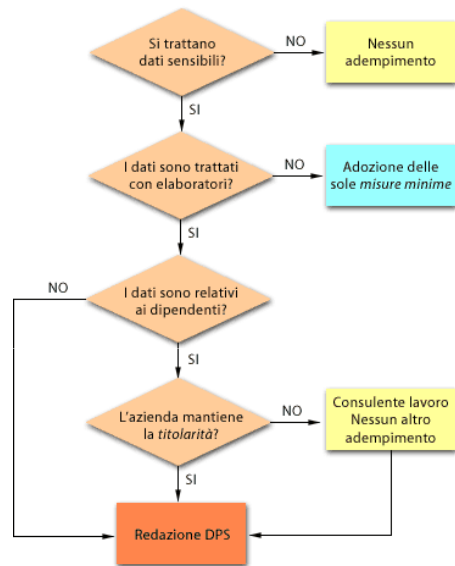 Si trattano
dati sensibili?
NO
Nessun
adempimento
SI
I dati sono trattati
con elaboratori?
NO
Adozione delle
sole misure minime
SI
NO
I dati sono relativi
ai dipendenti?
SI
L'azienda mantiene
la titolarità?
NO
Consulente lavoro
Nessun altro
adempimento
SI
Redazione DPS